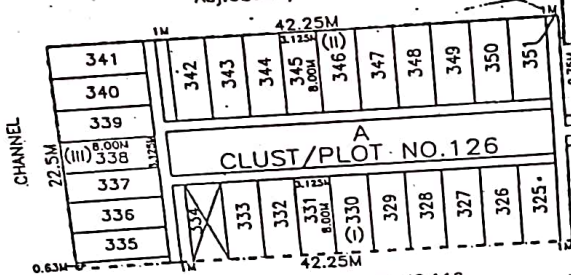 1M
42.25M
1M
341
340
339
(III) 8.00M 338 3.125M
337
336
335
CHANNEL
22.5M
0.63M
342
343
344
3.125M
345
8.00M
(II)
346
347
348
349
350
351
A
CLUST/PLOT NO.126
334
333
332
3.125M
331
8.00M
330
(I)
329
328
327
326
325
1M
42.25M
1M